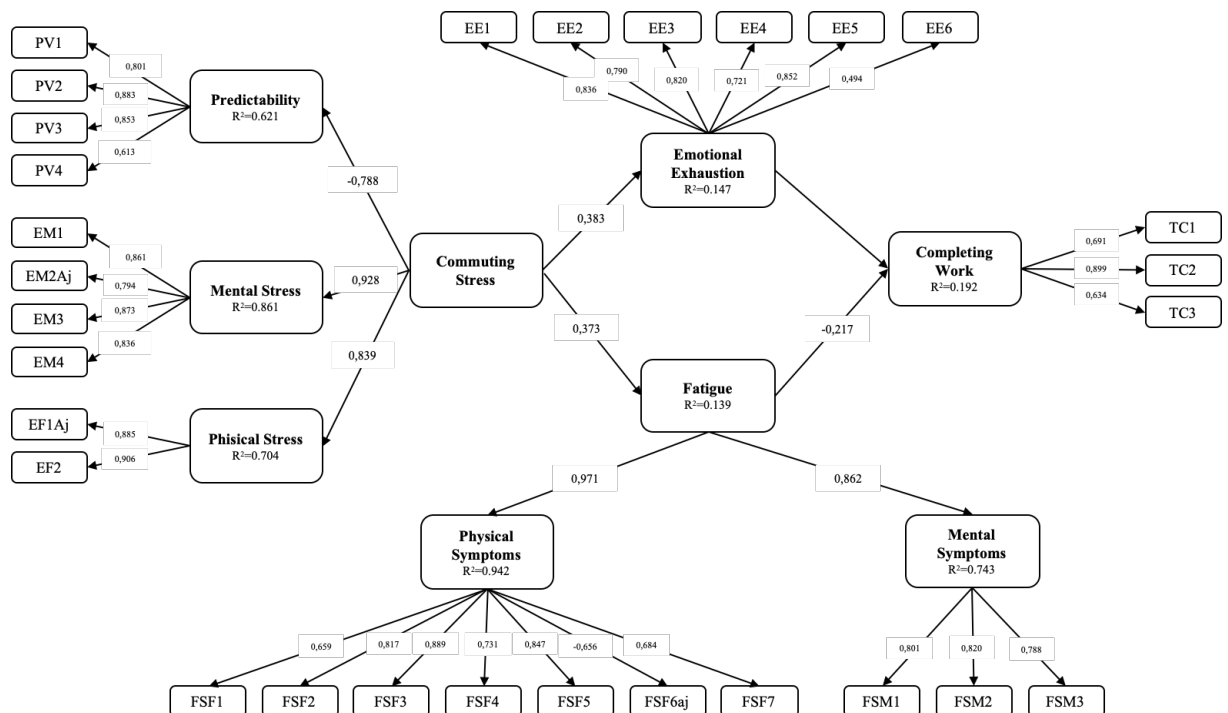 EE1
EE2
EE3
EE4
EE5
EE6
0,836
0,790
0,820
0,721
0,852
0,494
PV1
PV2
PV3
PV4
0,801
0,883
0,853
0,613
Predictability
R²=0.621
-0,788
Emotional
Exhaustion
R²=0.147
EM1
EM2Aj
EM3
EM4
0,861
0,794
0,873
0,836
Mental Stress
R²=0.861
0,928
Commuting
Stress
0,383
0,373
Completing
Work
R²=0.192
0,691
0,899
0,634
TC1
TC2
TC3
0,839
-0,217
EF1Aj
EF2
0,885
0,906
Phisical Stress
R²=0.704
Fatigue
R²=0.139
0,971
0,862
Physical
Symptoms
R²=0.942
Mental
Symptoms
R²=0.743
0,659
0,817
0,889
0,731
0,847
-0,656
0,684
0,801
0,820
0,788
FSF1
FSF2
FSF3
FSF4
FSF5
FSF6aj
FSF7
FSM1
FSM2
FSM3